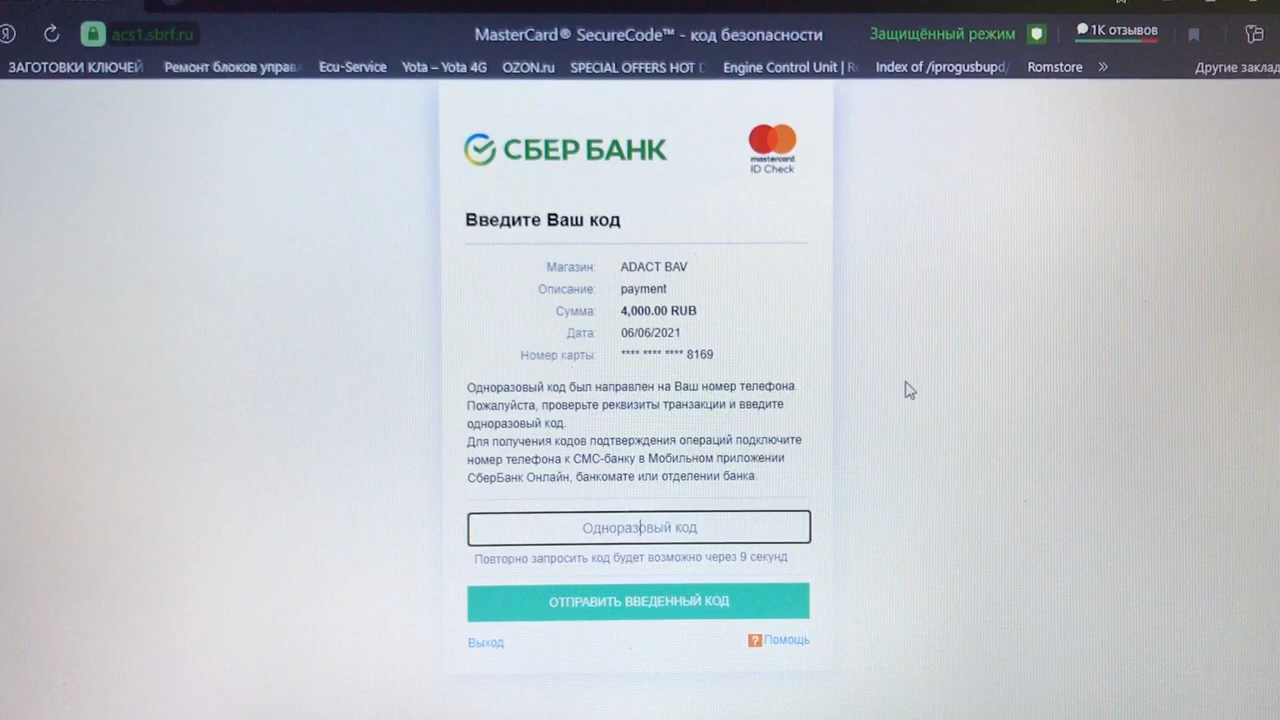 Я acs1.sbrf.ru MasterCard® SecureCode™ - код безопасности Защищённый режим 1К отзывов
ЗАГОТОВКИ КЛЮЧЕЙ Ремонт блоков управ Ecu-Service Yota – Yota 4G OZON.ru SPECIAL OFFERS HOT Engine Control Unit | Re Index of /iprogusbupd/ Romstore » Другие заклад
СБЕР БАНК
mastercard
ID Check
Введите Ваш код
Магазин: ADACT BAV
Описание: payment
Сумма: 4,000.00 RUB
Дата: 06/06/2021
Номер карты: **** **** **** 8169
Одноразовый код был направлен на Ваш номер телефона.
Пожалуйста, проверьте реквизиты транзакции и введите
одноразовый код.
Для получения кодов подтверждения операций подключите
номер телефона к СМС-банку в Мобильном приложении
СберБанк Онлайн, банкомате или отделении банка.
Одноразовый код
Повторно запросить код будет возможно через 9 секунд
ОТПРАВИТЬ ВВЕДЕННЫЙ КОД
Выход ? Помощь